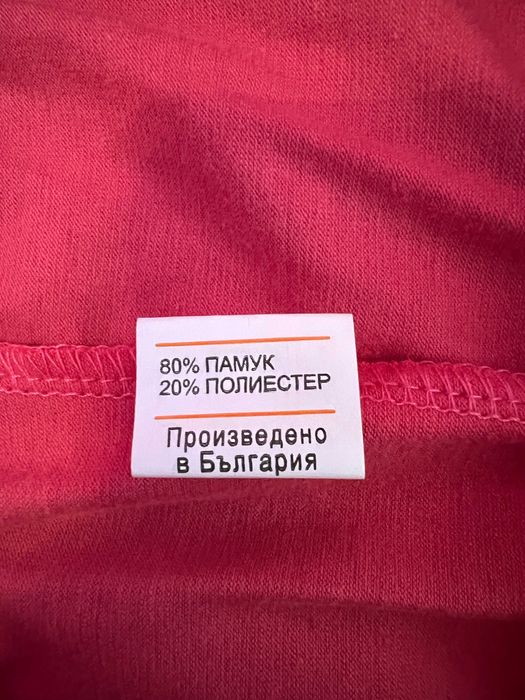 80% ПАМУК
20% ПОЛИЕСТЕР
Произведено
в България